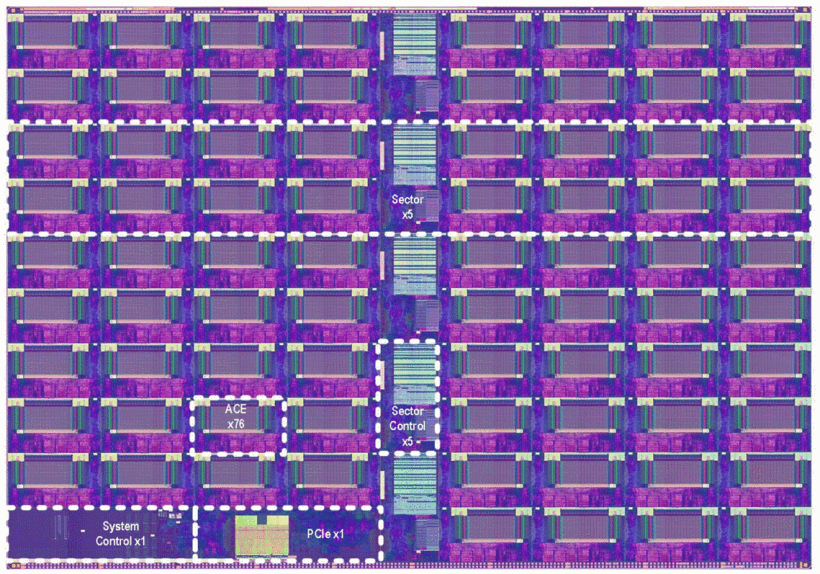 Sector
x5
ACE
x76
Sector
Control
x5
System
Control x1
PCIe x1